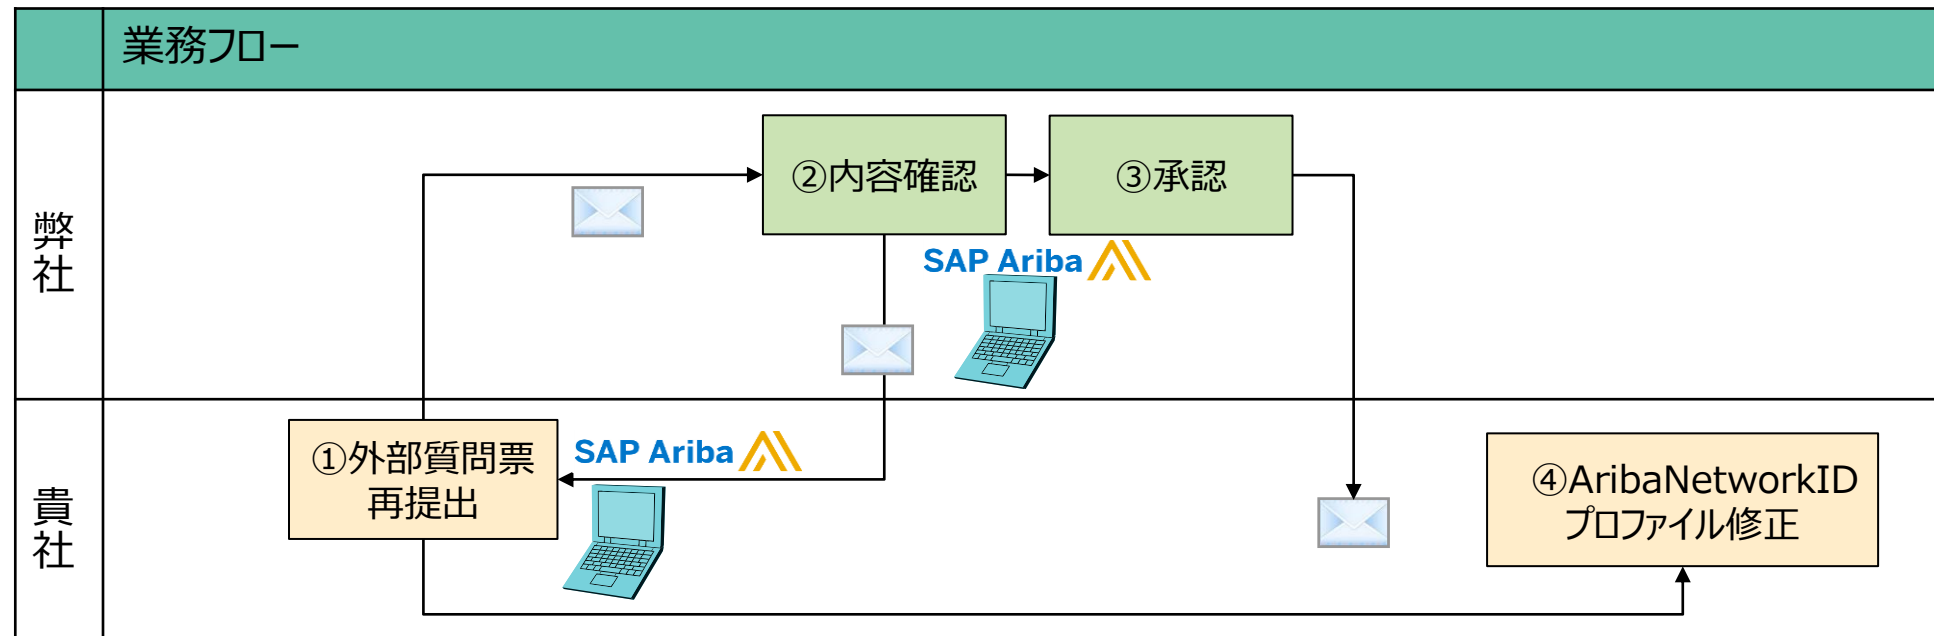 業務フロー
弊
社
②内容確認
③承認
SAP Ariba
貴
社
①外部質問票
再提出
SAP Ariba
④AribaNetworkID
プロファイル修正